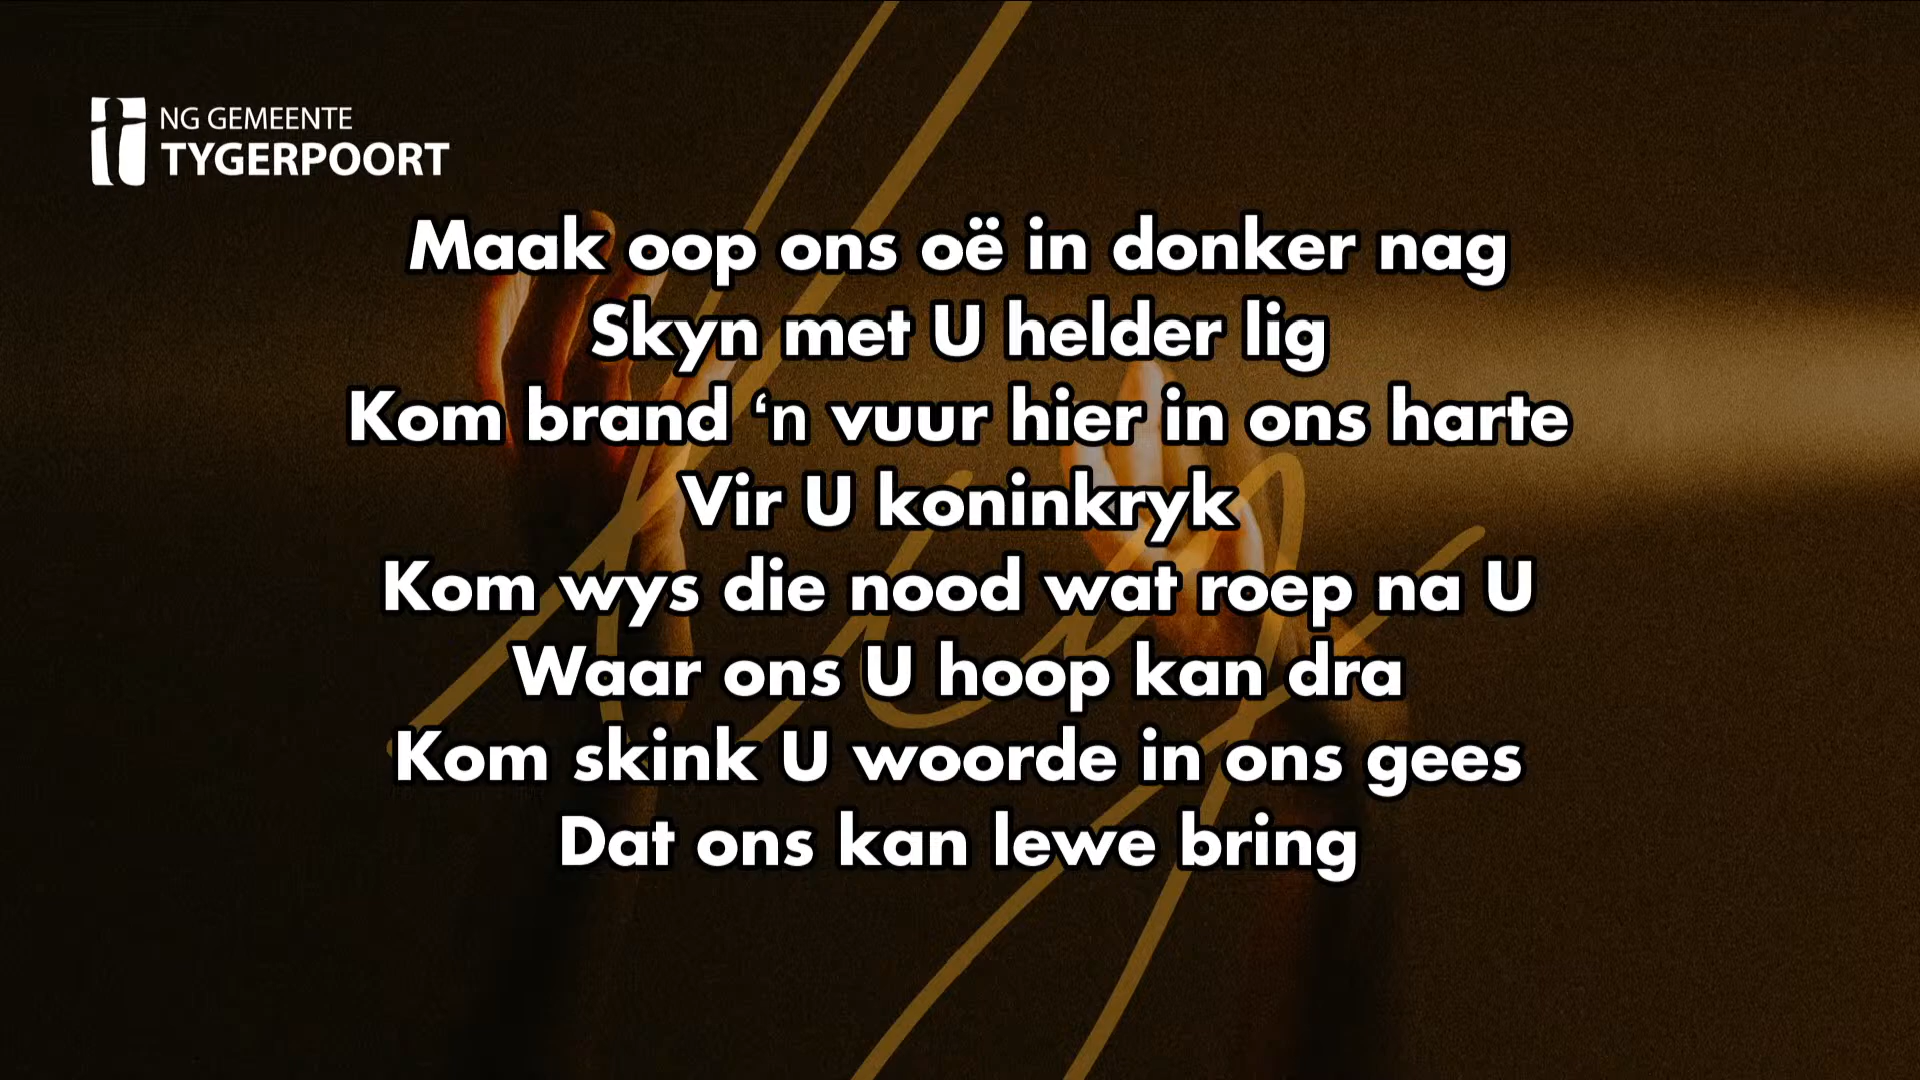 NG GEMEENTE
TYGERPOORT
Maak oop ons oë in donker nag
Skyn met U helder lig
Kom brand ‘n vuur hier in ons harte
Vir U koninkryk
Kom wys die nood wat roep na U
Waar ons U hoop kan dra
Kom skink U woorde in ons gees
Dat ons kan lewe bring